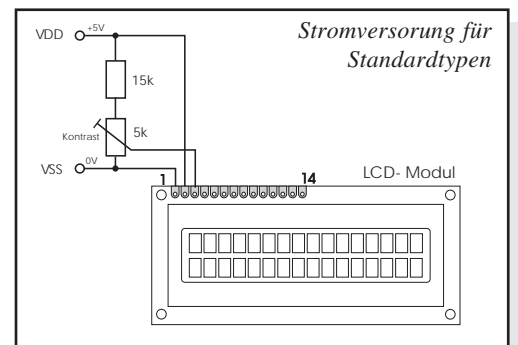 Stromversorung für
Standardtypen
VDD +5V
15k
5k
Kontrast
VSS 0V
LCD- Modul
1
14